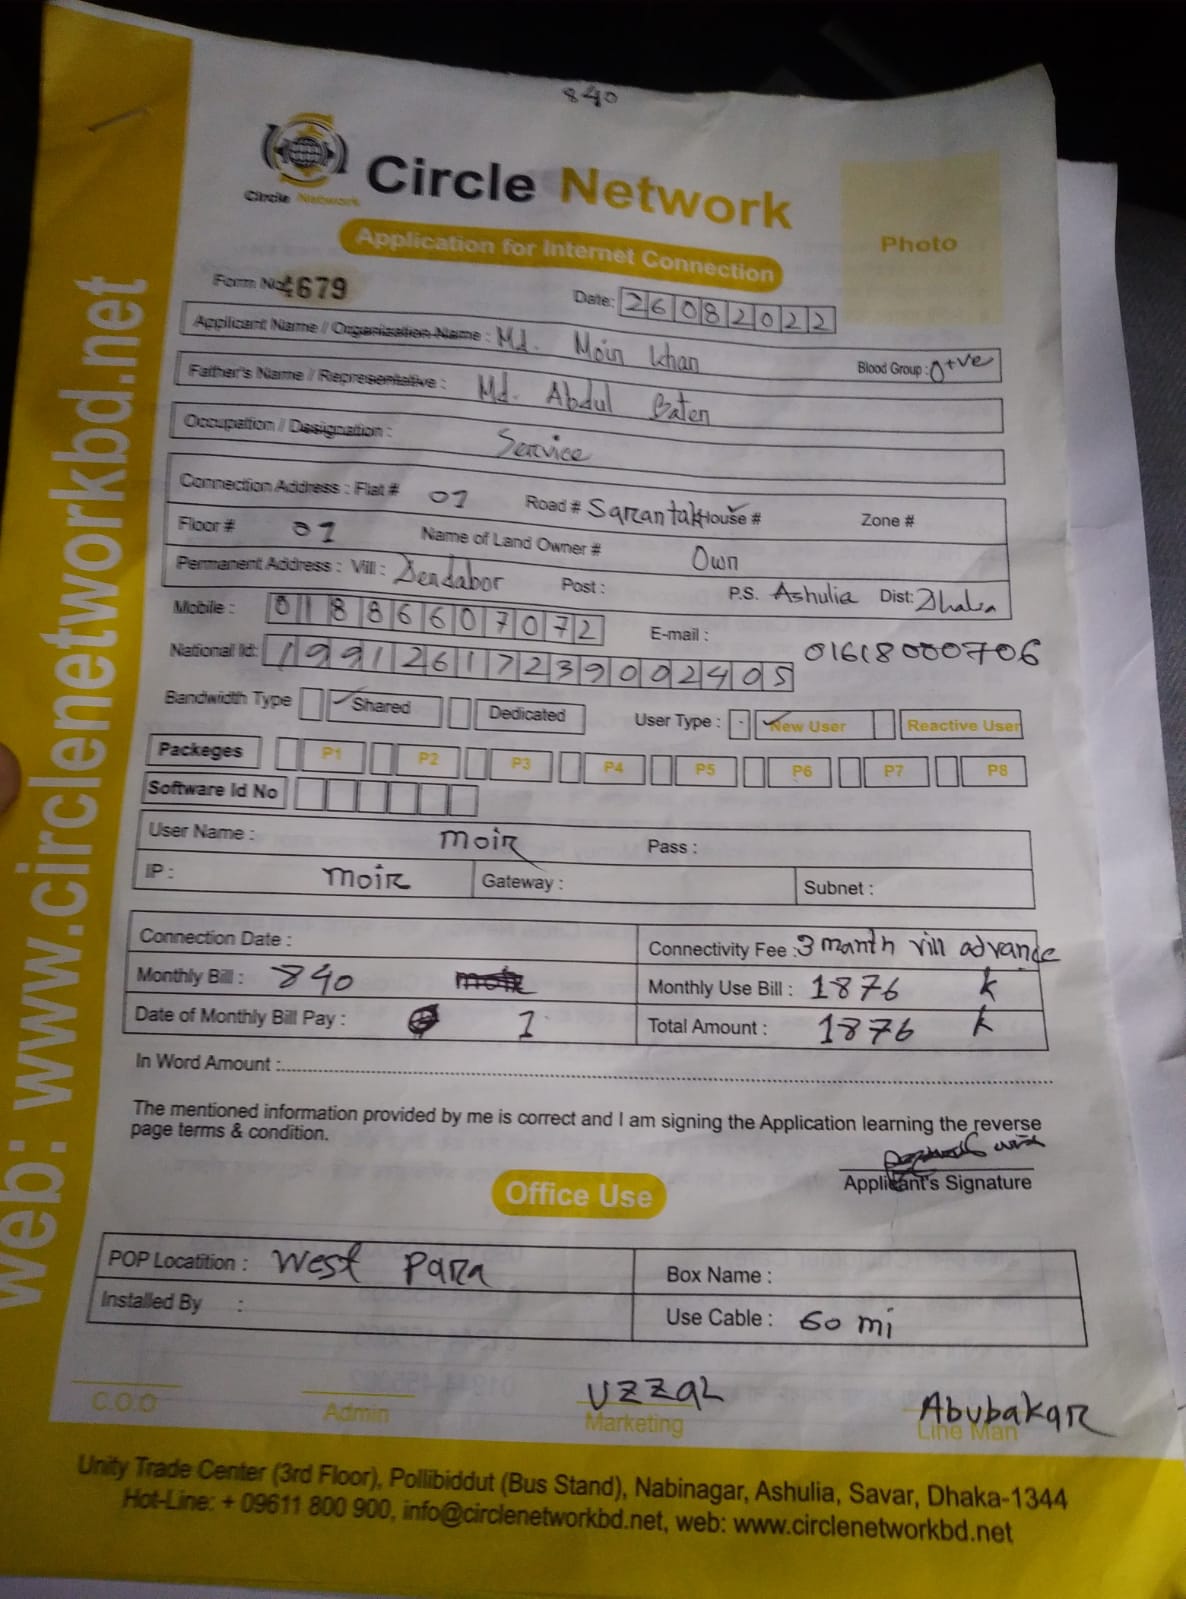 840
Circle Network
Circle Network
Application for Internet Connection
Photo
Form No: 4679
Date: 26082022
Applicant Name / Organization Name : Md. Moin Khan Blood Group : O+ve
Father's Name / Representative : Md. Abdul Baten
Occupation / Designation : Service
Connection Address : Flat # 01 Road # Sarantak House # Zone #
Floor # 01 Name of Land Owner # Own
Permanent Address : Vill : Dendabor Post : P.S. Ashulia Dist: Dhaka
Mobile : 01886607072 E-mail :
01618000706
National Id: 19912617239002405
Bandwidth Type Shared Dedicated User Type : New User Reactive User
Packeges P1 P2 P3 P4 P5 P6 P7 P8
Software Id No
User Name : moir Pass :
IP : moir Gateway : Subnet :
Connection Date : Connectivity Fee : 3 manth vill advance
Monthly Bill : 840 Monthly Use Bill : 1876 k
Date of Monthly Bill Pay : 1 Total Amount : 1876 k
In Word Amount :
The mentioned information provided by me is correct and I am signing the Application learning the reverse
page terms & condition.
Applicant's Signature
Office Use
POP Locatition : West Para Box Name :
Installed By : Use Cable : 60 mi
C.O.O Admin Uzzal Marketing Abubakar Line Man
Unity Trade Center (3rd Floor), Pollibiddut (Bus Stand), Nabinagar, Ashulia, Savar, Dhaka-1344
Hot-Line: + 09611 800 900, info@circlenetworkbd.net, web: www.circlenetworkbd.net
web: www.circlenetworkbd.net